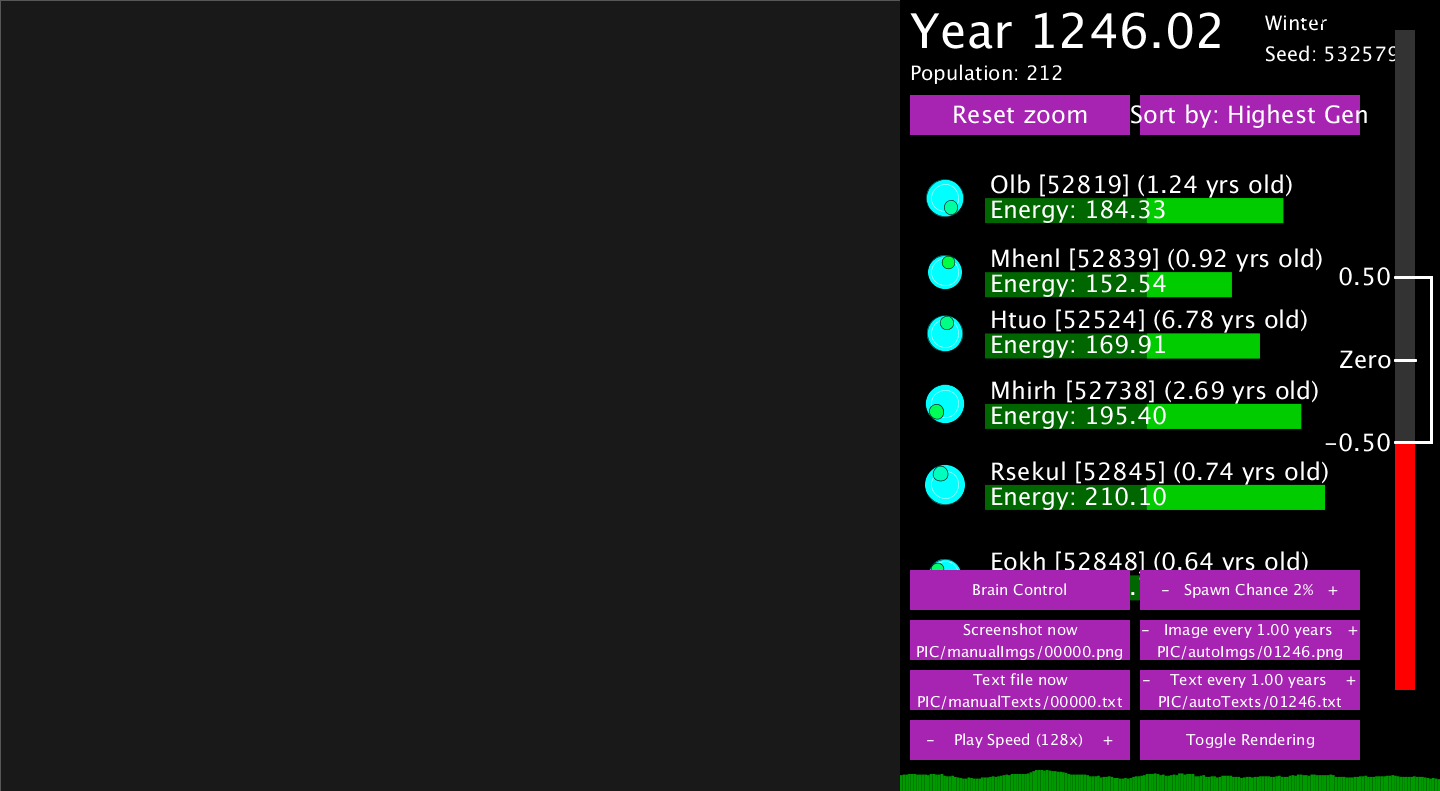 Year 1246.02
Winter
Seed: 532579
Population: 212
Reset zoom
Sort by: Highest Gen
Olb [52819] (1.24 yrs old)
Energy: 184.33
Mhenl [52839] (0.92 yrs old)
Energy: 152.54
0.50
Htuo [52524] (6.78 yrs old)
Energy: 169.91
Zero
Mhirh [52738] (2.69 yrs old)
Energy: 195.40
-0.50
Rsekul [52845] (0.74 yrs old)
Energy: 210.10
Eokh [52848] (0.64 yrs old)
Brain Control
- Spawn Chance 2% +
Screenshot now
PIC/manualImgs/00000.png
- Image every 1.00 years +
PIC/autoImgs/01246.png
Text file now
PIC/manualTexts/00000.txt
- Text every 1.00 years +
PIC/autoTexts/01246.txt
- Play Speed (128x) +
Toggle Rendering